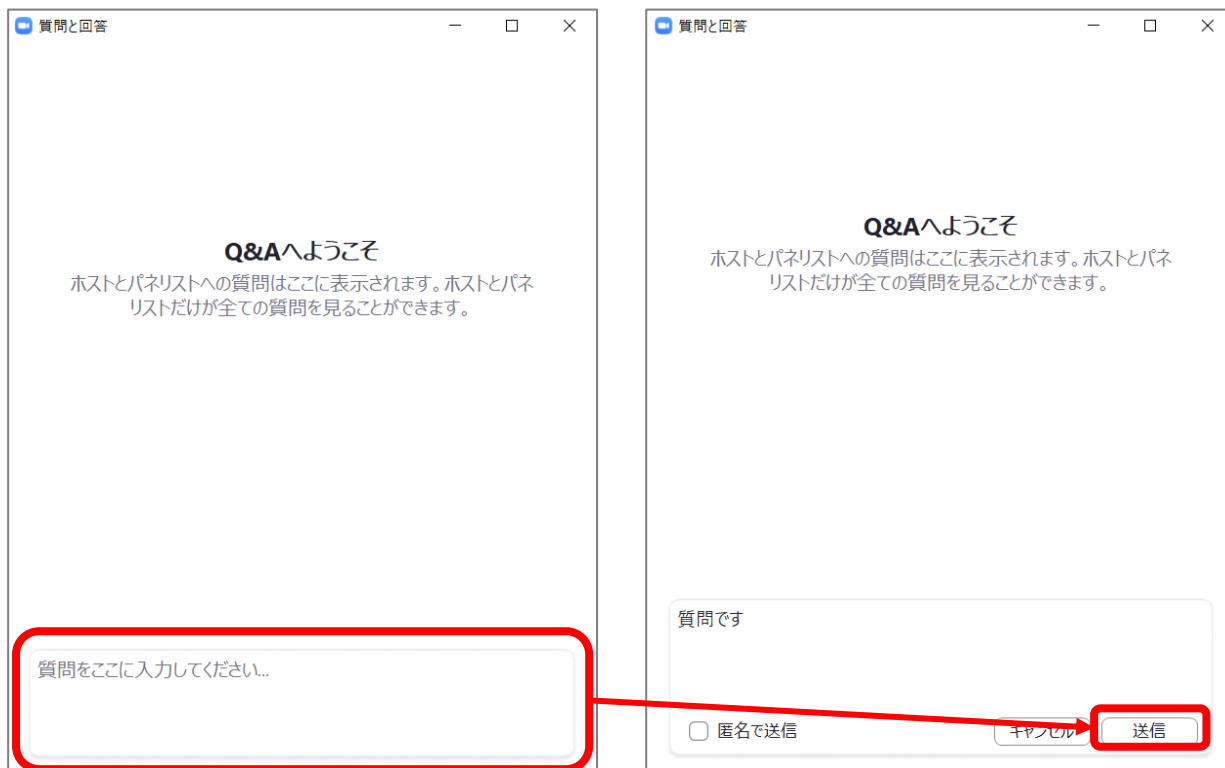 質問と回答
Q&Aへようこそ
ホストとパネリストへの質問はここに表示されます。ホストとパネ
リストだけが全ての質問を見ることができます。
質問をここに入力してください...
質問と回答
Q&Aへようこそ
ホストとパネリストへの質問はここに表示されます。ホストとパネ
リストだけが全ての質問を見ることができます。
質問です
匿名で送信
キャンセル
送信